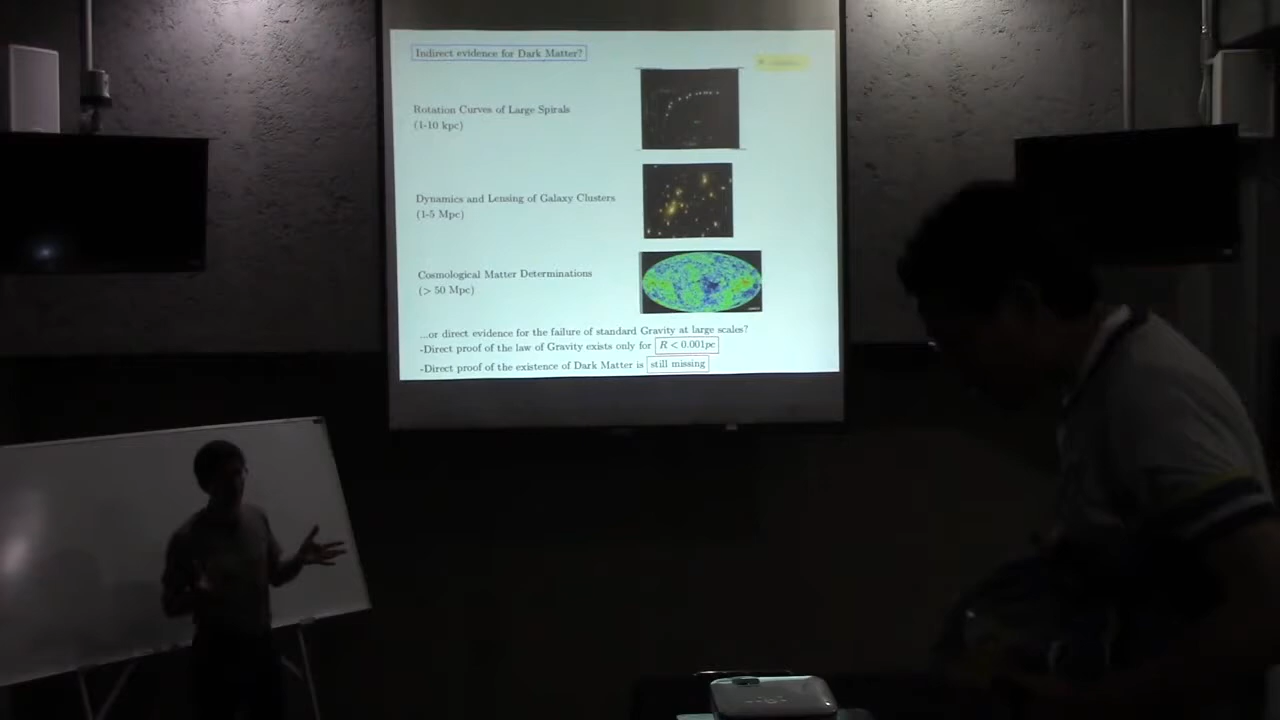 Indirect evidence for Dark Matter?
Rotation Curves of Large Spirals
(1-10 kpc)
Dynamics and Lensing of Galaxy Clusters
(1-5 Mpc)
Cosmological Matter Determinations
(> 50 Mpc)
...or direct evidence for the failure of standard Gravity at large scales?
-Direct proof of the law of Gravity exists only for R < 0.001pc
-Direct proof of the existence of Dark Matter is still missing